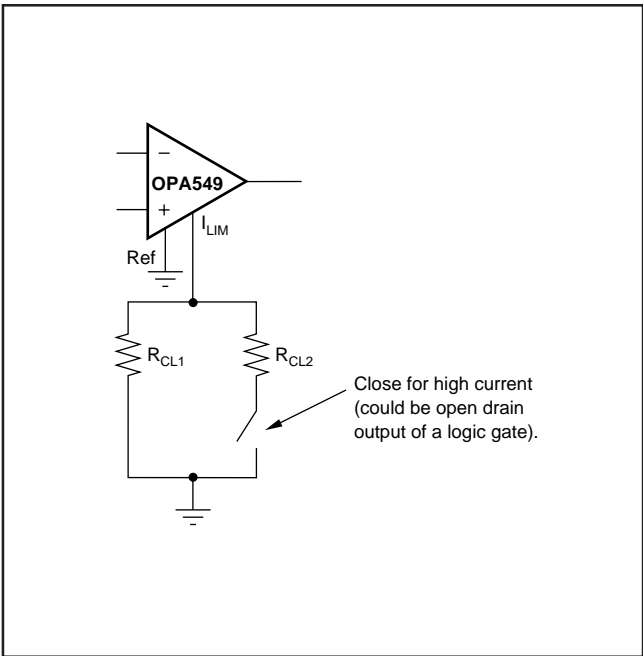 −
OPA549
+
I_LIM
Ref
R_CL1
R_CL2
Close for high current
(could be open drain
output of a logic gate).